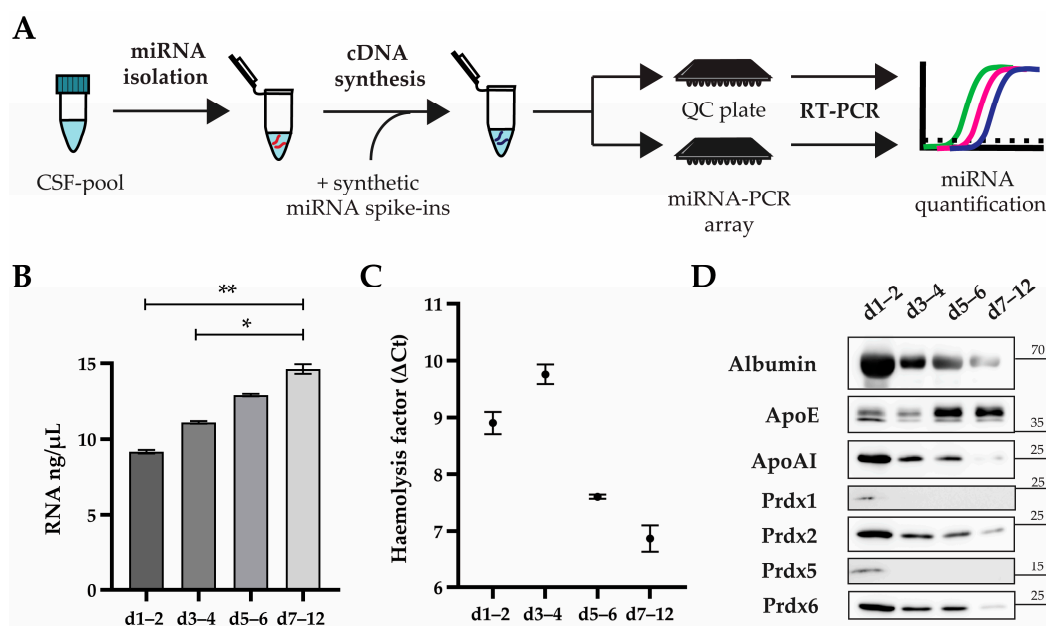 A
miRNA
isolation
cDNA
synthesis
QC plate
RT-PCR
CSF-pool
+ synthetic
miRNA spike-ins
miRNA-PCR
array
miRNA
quantification
B
**
*
15
10
5
0
RNA ng/μL
d1–2
d3–4
d5–6
d7–12
C
11
10
9
8
7
6
Haemolysis factor (ΔCt)
d1–2
d3–4
d5–6
d7–12
D
d1–2
d3–4
d5–6
d7–12
Albumin
70
ApoE
35
ApoAI
25
Prdx1
25
Prdx2
25
Prdx5
15
Prdx6
25